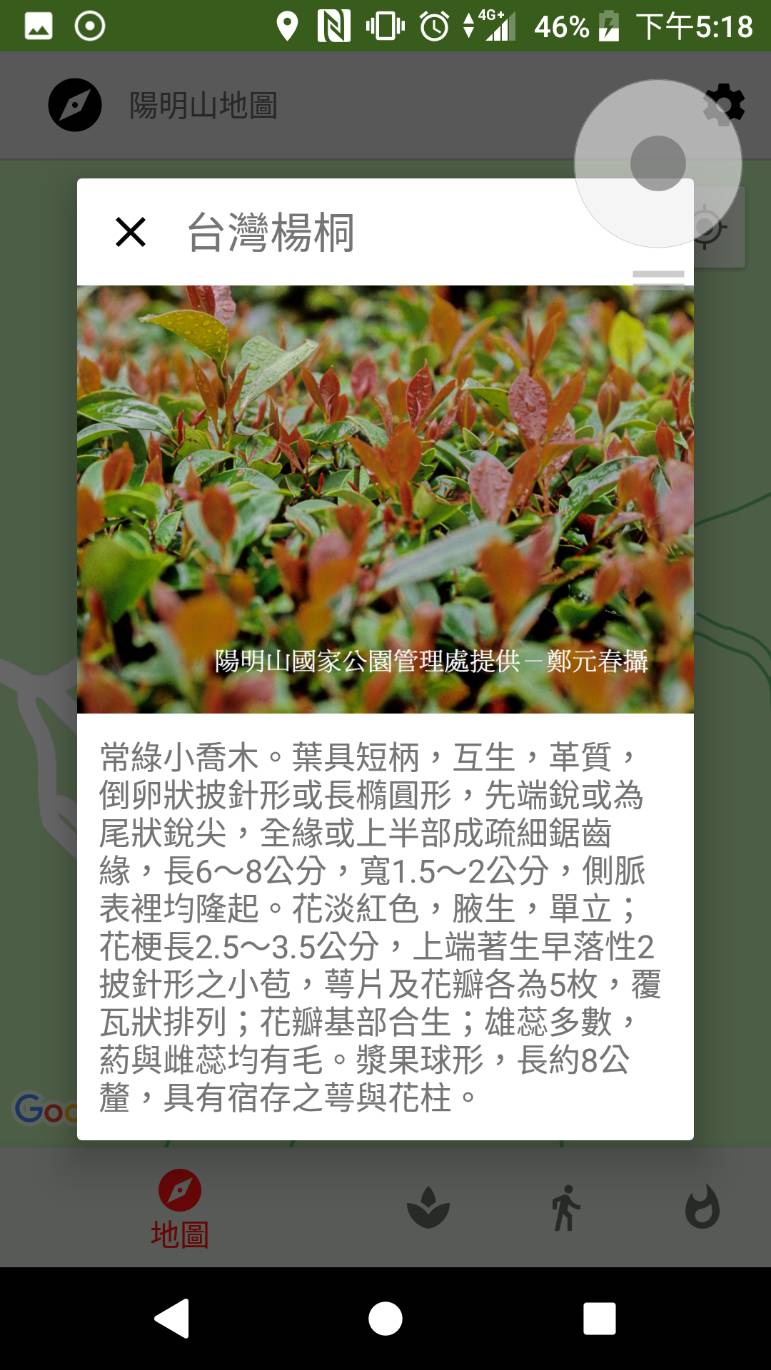 4G+ 46% 下午5:18
陽明山地圖
台灣楊桐
陽明山國家公園管理處提供－鄭元春攝
常綠小喬木。葉具短柄，互生，革質，
倒卵狀披針形或長橢圓形，先端銳或為
尾狀銳尖，全緣或上半部成疏細鋸齒
緣，長6～8公分，寬1.5～2公分，側脈
表裡均隆起。花淡紅色，腋生，單立；
花梗長2.5～3.5公分，上端著生早落性2
披針形之小苞，萼片及花瓣各為5枚，覆
瓦狀排列；花瓣基部合生；雄蕊多數，
葯與雌蕊均有毛。漿果球形，長約8公
釐，具有宿存之萼與花柱。
Goo
地圖